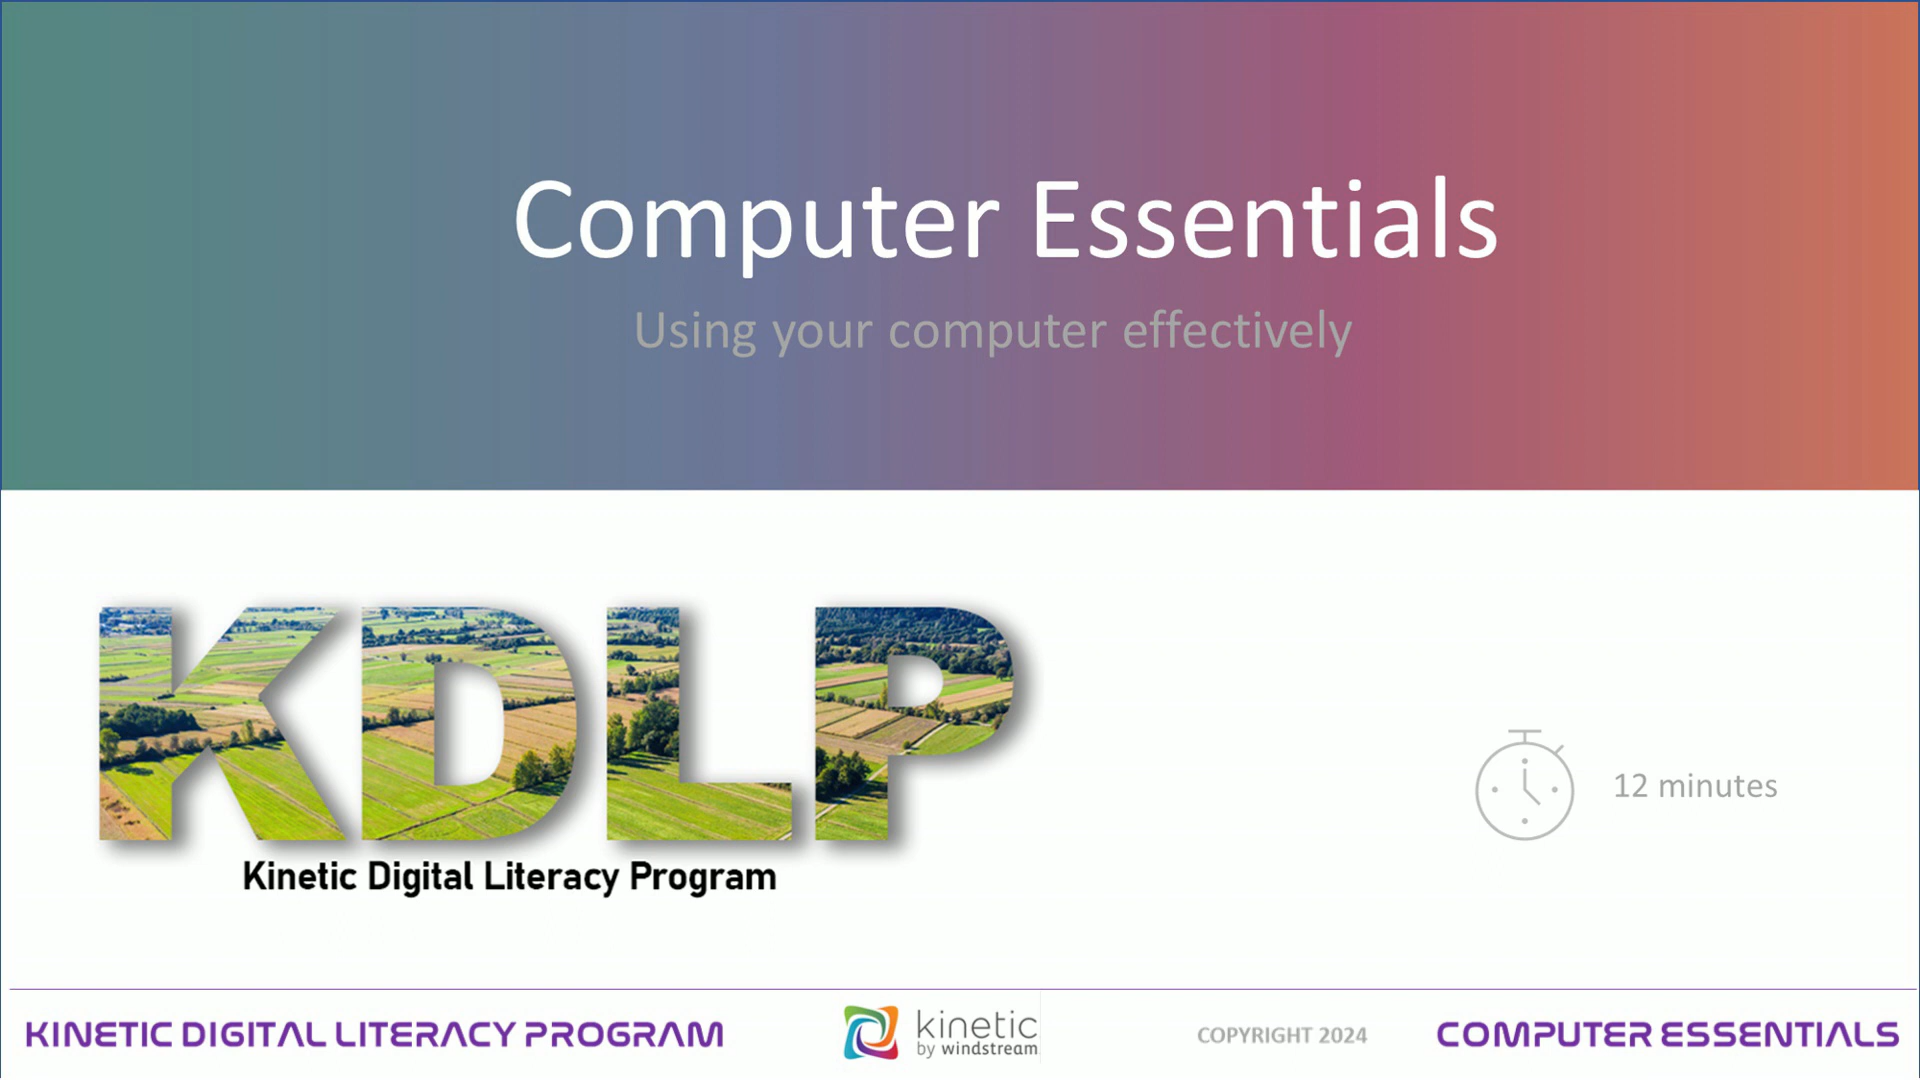 Computer Essentials
Using your computer effectively
KDLP
Kinetic Digital Literacy Program
12 minutes
KINETIC DIGITAL LITERACY PROGRAM
kinetic
by windstream
COPYRIGHT 2024
COMPUTER ESSENTIALS